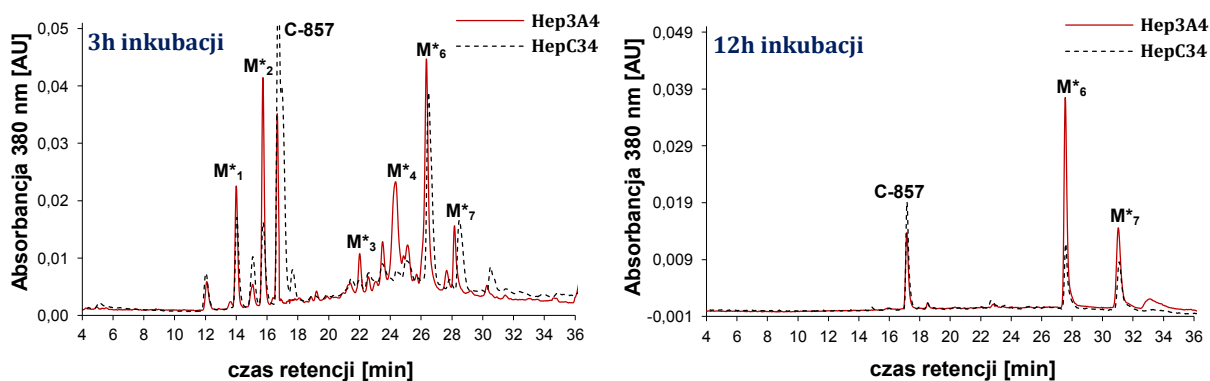 3h inkubacji
Hep3A4
HepC34
C-857
M*6
M*2
M*1
M*4
M*7
M*3
0,05
0,04
0,03
0,02
0,01
0,00
Absorbancja 380 nm [AU]
4 6 8 10 12 14 16 18 20 22 24 26 28 30 32 34 36
czas retencji [min]
12h inkubacji
Hep3A4
HepC34
M*6
C-857
M*7
0,049
0,039
0,029
0,019
0,009
-0,001
Absorbancja 380 nm [AU]
4 6 8 10 12 14 16 18 20 22 24 26 28 30 32 34 36
czas retencji [min]